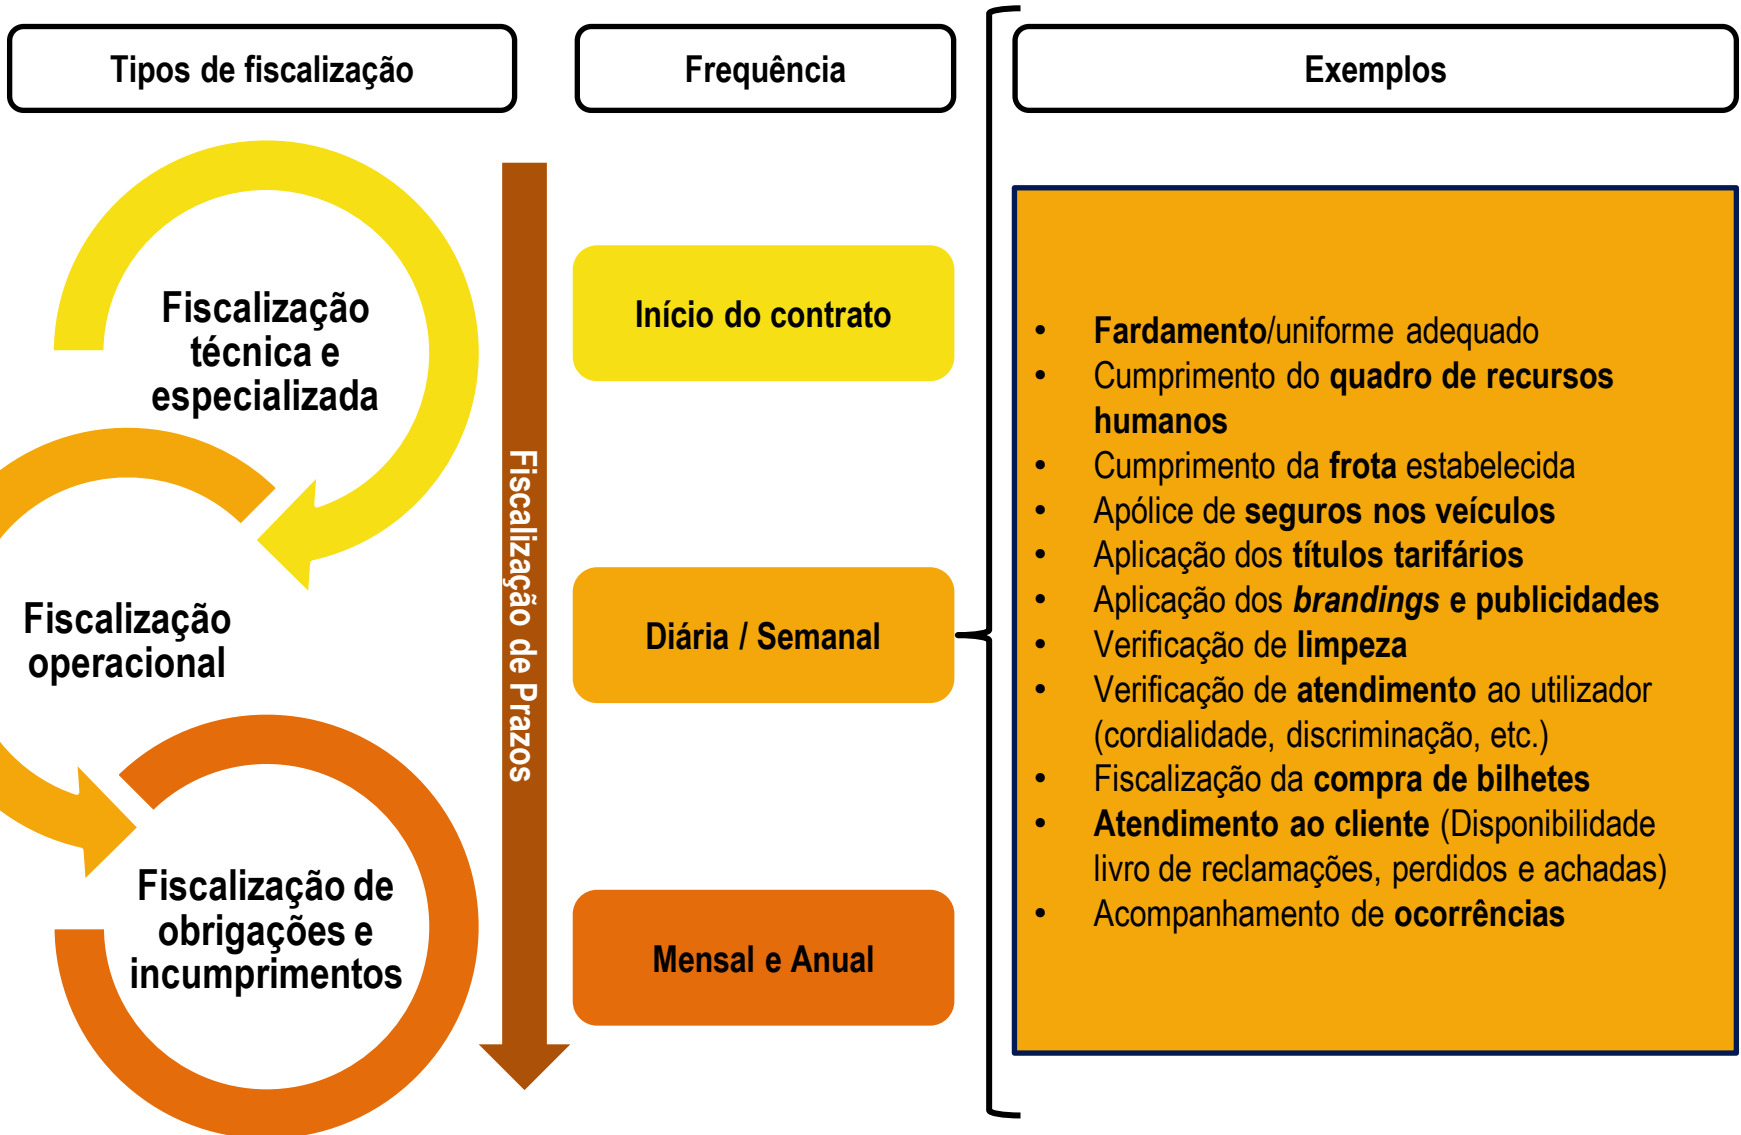 Tipos de fiscalização
Frequência
Exemplos
Fiscalização
técnica e
especializada
Fiscalização
operacional
Fiscalização de
obrigações e
incumprimentos
Fiscalização de Prazos
Início do contrato
Diária / Semanal
Mensal e Anual
• Fardamento/uniforme adequado
• Cumprimento do quadro de recursos
humanos
• Cumprimento da frota estabelecida
• Apólice de seguros nos veículos
• Aplicação dos títulos tarifários
• Aplicação dos brandings e publicidades
• Verificação de limpeza
• Verificação de atendimento ao utilizador
(cordialidade, discriminação, etc.)
• Fiscalização da compra de bilhetes
• Atendimento ao cliente (Disponibilidade
livro de reclamações, perdidos e achadas)
• Acompanhamento de ocorrências